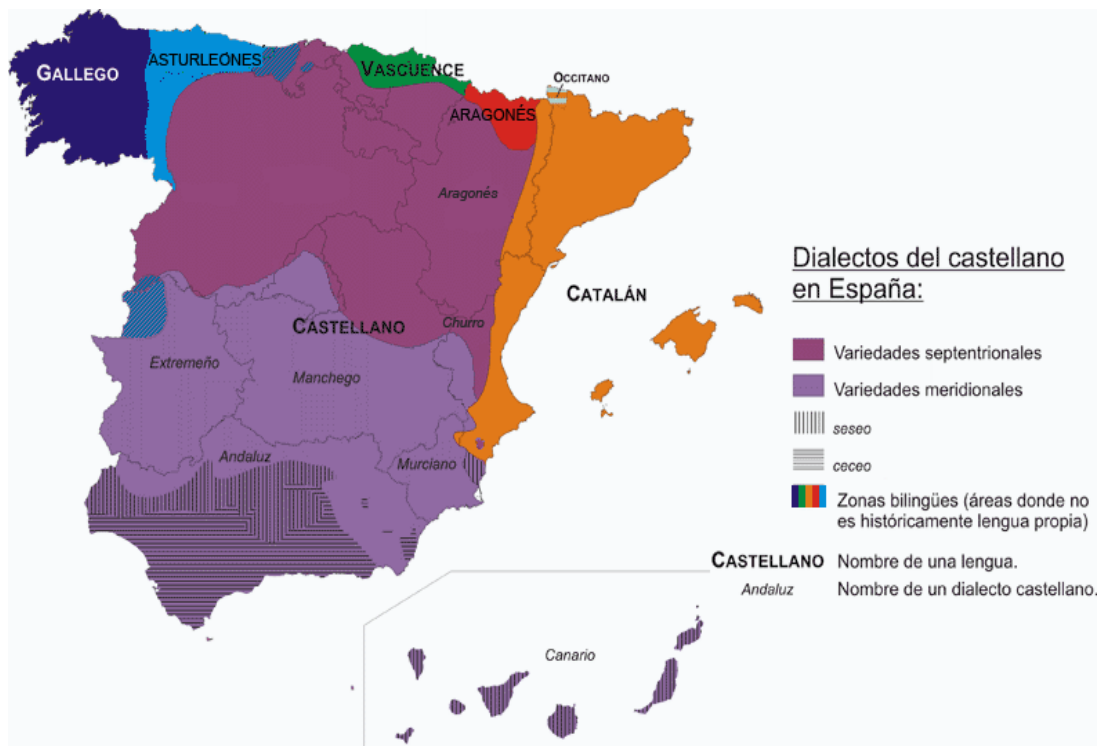 GALLEGO
ASTURLEONES
VASCUENCE
OCCITANO
ARAGONÉS
Aragonés
CATALÁN
CASTELLANO
Churro
Extremeño
Manchego
Andaluz
Murciano
Canario
Dialectos del castellano
en España:
Variedades septentrionales
Variedades meridionales
seseo
ceceo
Zonas bilingües (áreas donde no
es históricamente lengua propia)
CASTELLANO Nombre de una lengua.
Andaluz Nombre de un dialecto castellano.